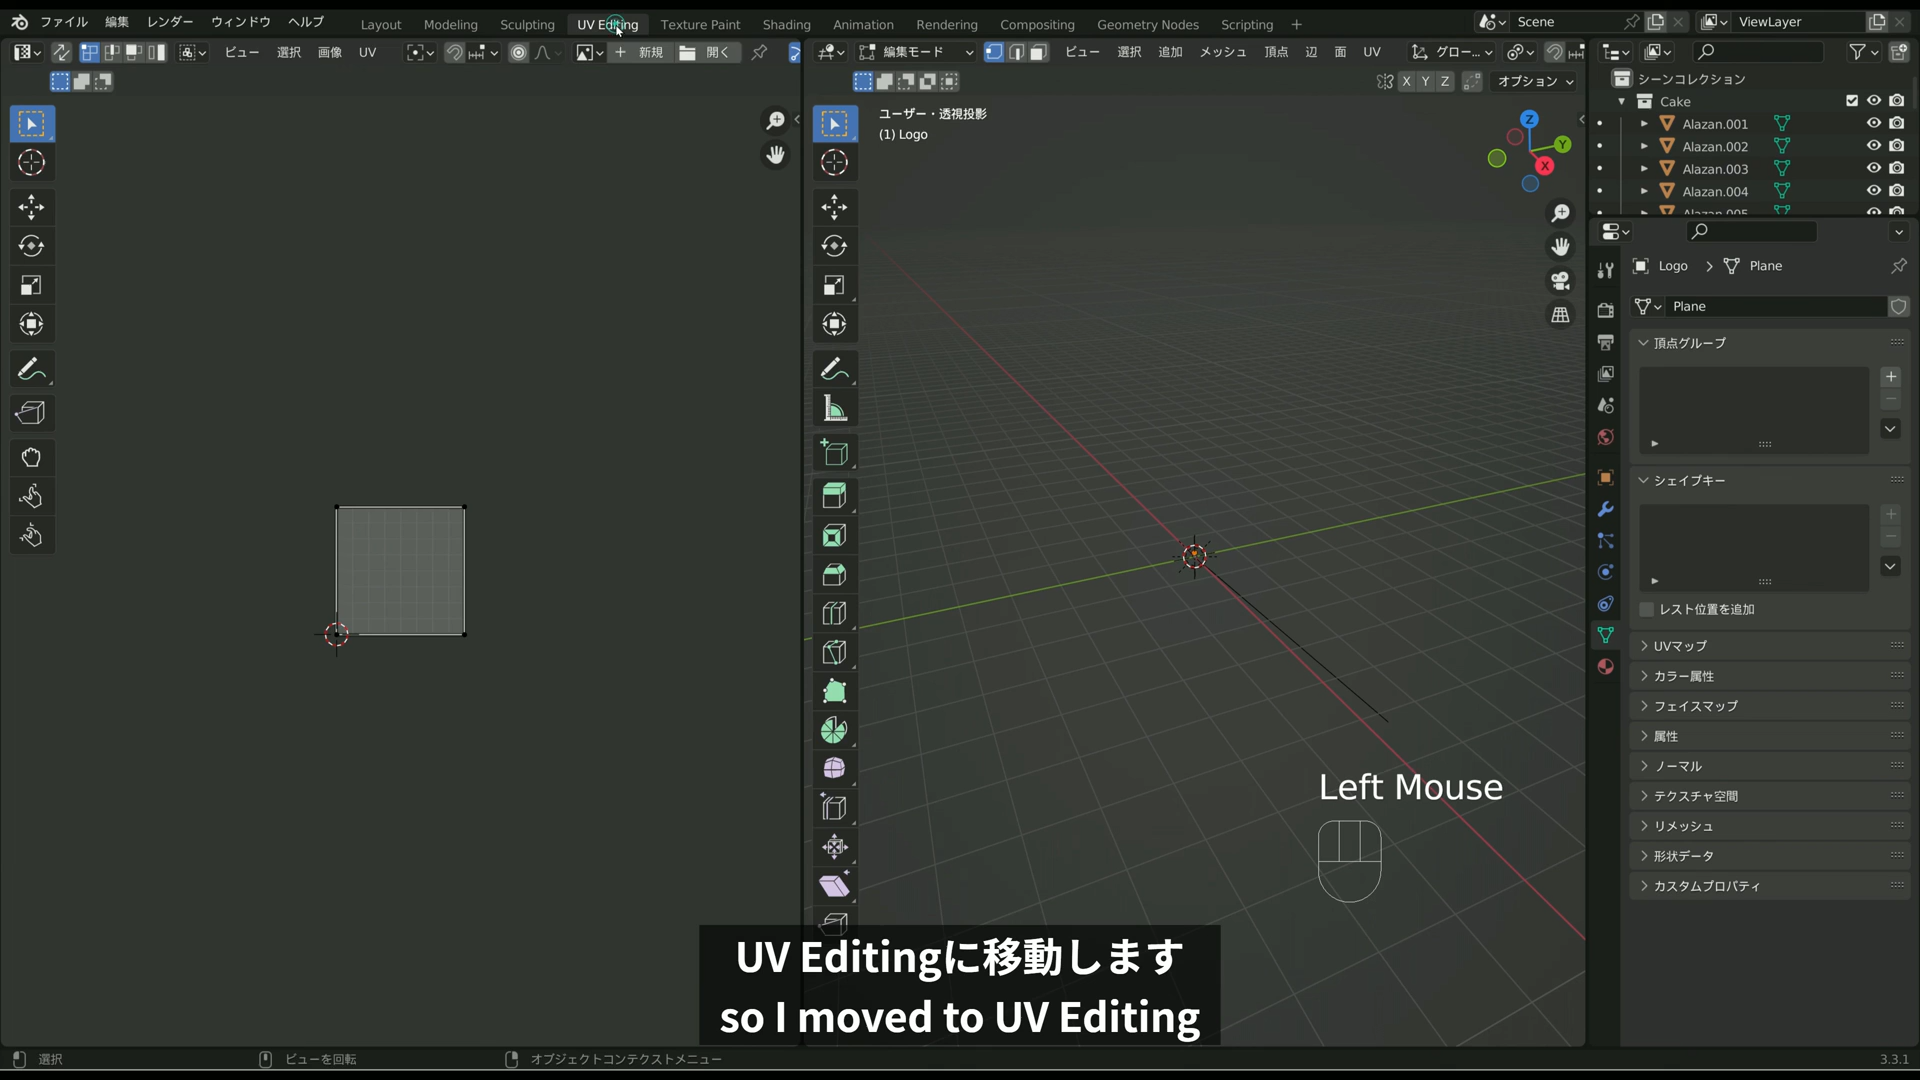 ファイル 編集 レンダー ウィンドウ ヘルプ Layout Modeling Sculpting UV Editing Texture Paint Shading Animation Rendering Compositing Geometry Nodes Scripting + Scene ViewLayer
ビュー 選択 画像 UV + 新規 開く 編集モード ビュー 選択 追加 メッシュ 頂点 辺 面 UV グロー...
X Y Z オプション
シーンコレクション
Cake
Alazan.001
Alazan.002
Alazan.003
Alazan.004
Alazan.005
ユーザー・透視投影
(1) Logo
Z
Y
X
Logo > Plane
Plane
頂点グループ
シェイプキー
レスト位置を追加
UVマップ
カラー属性
フェイスマップ
属性
ノーマル
テクスチャ空間
リメッシュ
形状データ
カスタムプロパティ
Left Mouse
UV Editingに移動します
so I moved to UV Editing
選択 ビューを回転 オブジェクトコンテクストメニュー 3.3.1